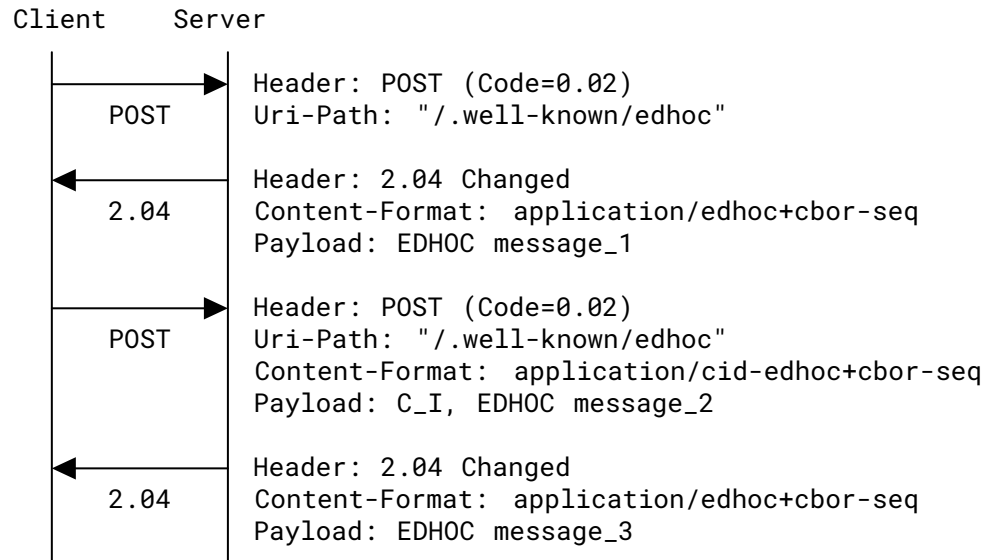 Client Server
Header: POST (Code=0.02)
POST Uri-Path: "/.well-known/edhoc"
Header: 2.04 Changed
2.04 Content-Format: application/edhoc+cbor-seq
Payload: EDHOC message_1
Header: POST (Code=0.02)
POST Uri-Path: "/.well-known/edhoc"
Content-Format: application/cid-edhoc+cbor-seq
Payload: C_I, EDHOC message_2
Header: 2.04 Changed
2.04 Content-Format: application/edhoc+cbor-seq
Payload: EDHOC message_3